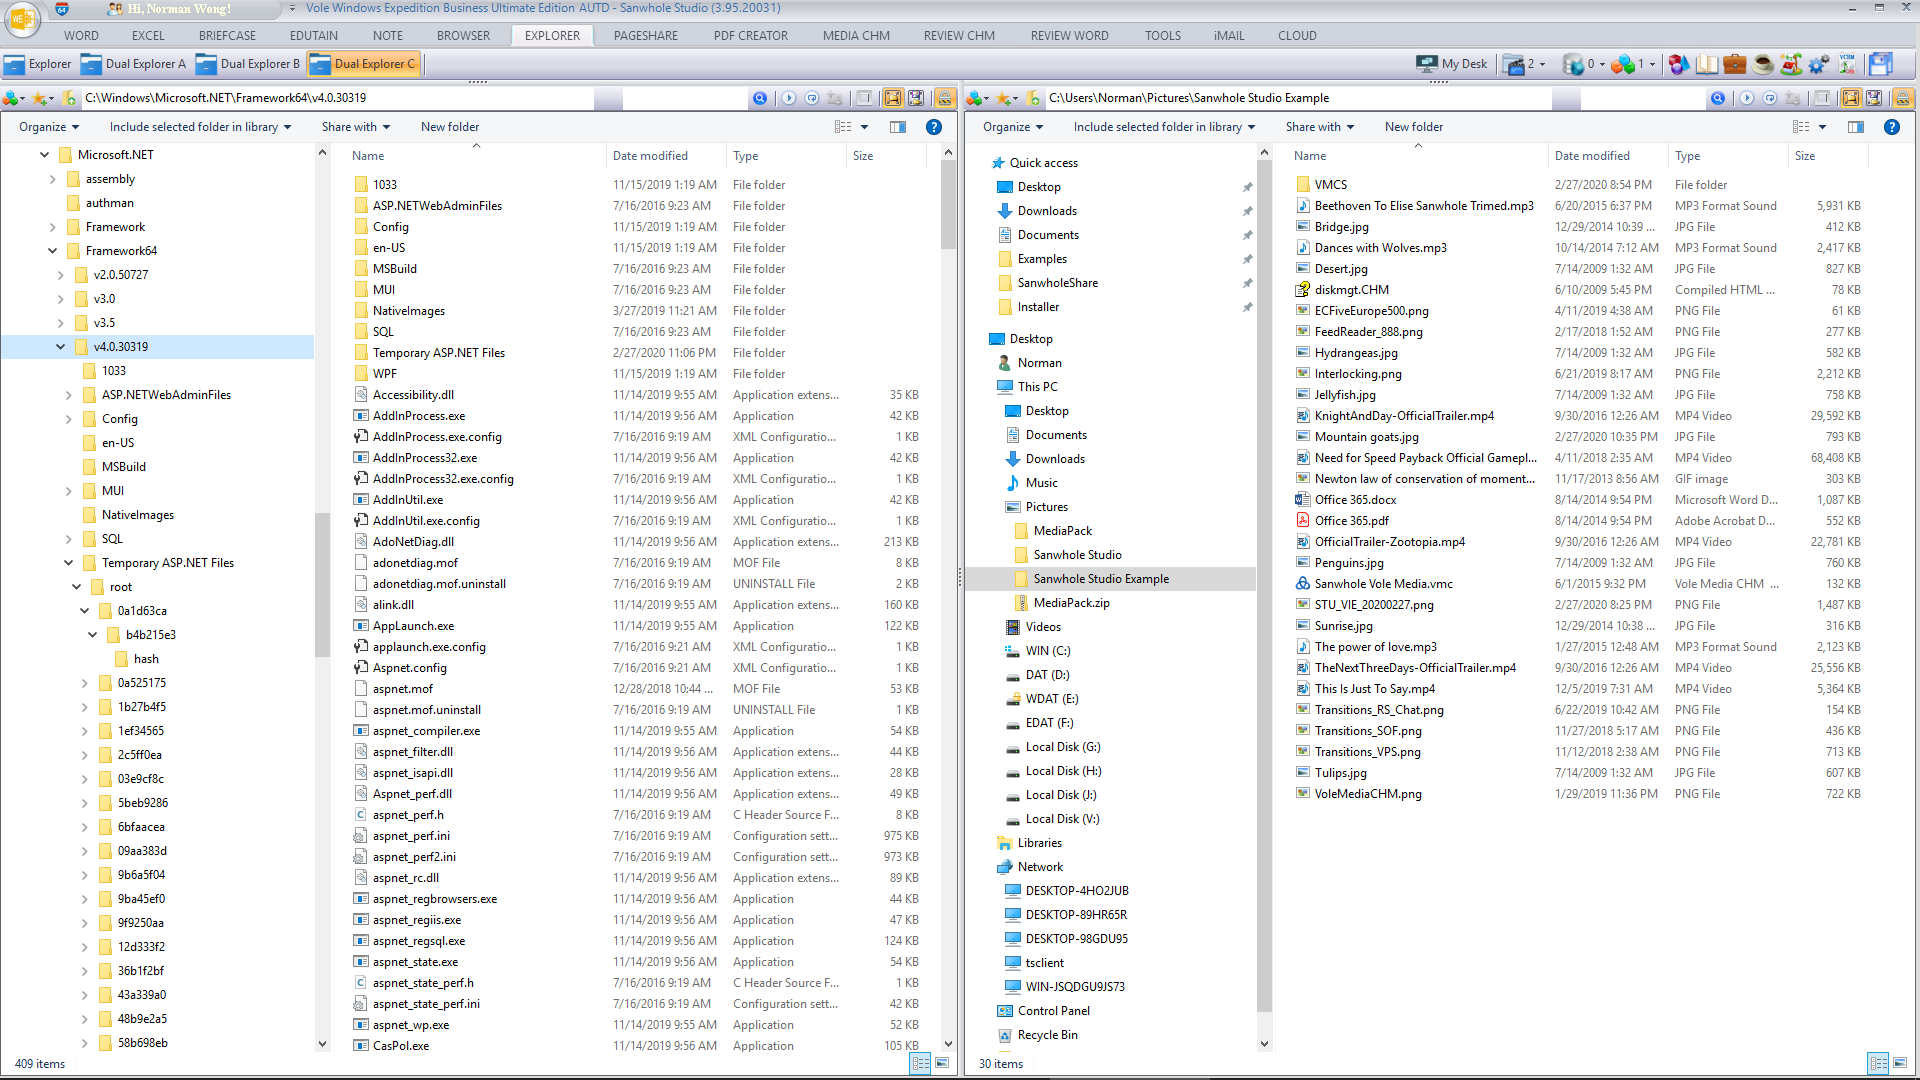 Hi, Norman Wong!
Vole Windows Expedition Business Ultimate Edition AUTD - Sanwhole Studio (3.95.20031)
WORD EXCEL BRIEFCASE EDUTAIN NOTE BROWSER EXPLORER PAGESHARE PDF CREATOR MEDIA CHM REVIEW CHM REVIEW WORD TOOLS iMAIL CLOUD
Explorer Dual Explorer A Dual Explorer B Dual Explorer C My Desk 2 0 1
C:\Windows\Microsoft.NET\Framework64\v4.0.30319
Organize Include selected folder in library Share with New folder
Microsoft.NET
assembly
authman
Framework
Framework64
v2.0.50727
v3.0
v3.5
v4.0.30319
1033
ASP.NETWebAdminFiles
Config
en-US
MSBuild
MUI
NativeImages
SQL
Temporary ASP.NET Files
root
0a1d63ca
b4b215e3
hash
0a525175
1b27b4f5
1ef34565
2c5ff0ea
03e9cf8c
5beb9286
6bfaacea
09aa383d
9b6a5f04
9ba45ef0
9f9250aa
12d333f2
36b1f2bf
43a339a0
48b9e2a5
58b698eb
409 items
Name Date modified Type Size
1033 11/15/2019 1:19 AM File folder
ASP.NETWebAdminFiles 7/16/2016 9:23 AM File folder
Config 11/15/2019 1:19 AM File folder
en-US 11/15/2019 1:19 AM File folder
MSBuild 7/16/2016 9:23 AM File folder
MUI 7/16/2016 9:23 AM File folder
NativeImages 3/27/2019 11:21 AM File folder
SQL 7/16/2016 9:23 AM File folder
Temporary ASP.NET Files 2/27/2020 11:06 PM File folder
WPF 11/15/2019 1:19 AM File folder
Accessibility.dll 11/14/2019 9:55 AM Application extens... 35 KB
AddInProcess.exe 11/14/2019 9:56 AM Application 42 KB
AddInProcess.exe.config 7/16/2016 9:19 AM XML Configuratio... 1 KB
AddInProcess32.exe 11/14/2019 9:56 AM Application 42 KB
AddInProcess32.exe.config 7/16/2016 9:19 AM XML Configuratio... 1 KB
AddInUtil.exe 11/14/2019 9:56 AM Application 42 KB
AddInUtil.exe.config 7/16/2016 9:19 AM XML Configuratio... 1 KB
AdoNetDiag.dll 11/14/2019 9:55 AM Application extens... 213 KB
adonetdiag.mof 7/16/2016 9:19 AM MOF File 8 KB
adonetdiag.mof.uninstall 7/16/2016 9:19 AM UNINSTALL File 2 KB
alink.dll 11/14/2019 9:55 AM Application extens... 160 KB
AppLaunch.exe 11/14/2019 9:55 AM Application 122 KB
applaunch.exe.config 7/16/2016 9:21 AM XML Configuratio... 1 KB
Aspnet.config 7/16/2016 9:21 AM XML Configuratio... 1 KB
aspnet.mof 12/28/2018 10:44 ... MOF File 53 KB
aspnet.mof.uninstall 7/16/2016 9:19 AM UNINSTALL File 1 KB
aspnet_compiler.exe 11/14/2019 9:55 AM Application 54 KB
aspnet_filter.dll 11/14/2019 9:55 AM Application extens... 44 KB
aspnet_isapi.dll 11/14/2019 9:56 AM Application extens... 28 KB
Aspnet_perf.dll 11/14/2019 9:56 AM Application extens... 49 KB
aspnet_perf.h 7/16/2016 9:19 AM C Header Source F... 8 KB
aspnet_perf.ini 7/16/2016 9:19 AM Configuration sett... 975 KB
aspnet_perf2.ini 7/16/2016 9:19 AM Configuration sett... 973 KB
aspnet_rc.dll 11/14/2019 9:56 AM Application extens... 89 KB
aspnet_regbrowsers.exe 11/14/2019 9:56 AM Application 44 KB
aspnet_regiis.exe 11/14/2019 9:56 AM Application 47 KB
aspnet_regsql.exe 11/14/2019 9:56 AM Application 124 KB
aspnet_state.exe 11/14/2019 9:56 AM Application 54 KB
aspnet_state_perf.h 7/16/2016 9:19 AM C Header Source F... 1 KB
aspnet_state_perf.ini 7/16/2016 9:19 AM Configuration sett... 42 KB
aspnet_wp.exe 11/14/2019 9:55 AM Application 52 KB
CasPol.exe 11/14/2019 9:56 AM Application 105 KB
C:\Users\Norman\Pictures\Sanwhole Studio Example
Organize Include selected folder in library Share with New folder
Quick access
Desktop
Downloads
Documents
Examples
SanwholeShare
Installer
Desktop
Norman
This PC
Desktop
Documents
Downloads
Music
Pictures
MediaPack
Sanwhole Studio
Sanwhole Studio Example
MediaPack.zip
Videos
WIN (C:)
DAT (D:)
WDAT (E:)
EDAT (F:)
Local Disk (G:)
Local Disk (H:)
Local Disk (J:)
Local Disk (V:)
Libraries
Network
DESKTOP-4HO2JUB
DESKTOP-89HR65R
DESKTOP-98GDU95
tsclient
WIN-JSQDGU9JS73
Control Panel
Recycle Bin
30 items
Name Date modified Type Size
VMCS 2/27/2020 8:54 PM File folder
Beethoven To Elise Sanwhole Trimed.mp3 6/20/2015 6:37 PM MP3 Format Sound 5,931 KB
Bridge.jpg 12/29/2014 10:39 ... JPG File 412 KB
Dances with Wolves.mp3 10/14/2014 7:12 AM MP3 Format Sound 2,417 KB
Desert.jpg 7/14/2009 1:32 AM JPG File 827 KB
diskmgt.CHM 6/10/2009 5:45 PM Compiled HTML ... 78 KB
ECFiveEurope500.png 4/11/2019 4:38 AM PNG File 61 KB
FeedReader_888.png 2/17/2018 1:52 AM PNG File 277 KB
Hydrangeas.jpg 7/14/2009 1:32 AM JPG File 582 KB
Interlocking.png 6/21/2019 8:17 AM PNG File 2,212 KB
Jellyfish.jpg 7/14/2009 1:32 AM JPG File 758 KB
KnightAndDay-OfficialTrailer.mp4 9/30/2016 12:26 AM MP4 Video 29,592 KB
Mountain goats.jpg 2/27/2020 10:35 PM JPG File 793 KB
Need for Speed Payback Official Gamepl... 4/11/2018 2:35 AM MP4 Video 68,408 KB
Newton law of conservation of moment... 11/17/2013 8:56 AM GIF image 303 KB
Office 365.docx 8/14/2014 9:54 PM Microsoft Word D... 1,087 KB
Office 365.pdf 8/14/2014 9:54 PM Adobe Acrobat D... 552 KB
OfficialTrailer-Zootopia.mp4 9/30/2016 12:26 AM MP4 Video 22,781 KB
Penguins.jpg 7/14/2009 1:32 AM JPG File 760 KB
Sanwhole Vole Media.vmc 6/1/2015 9:32 PM Vole Media CHM ... 132 KB
STU_VIE_20200227.png 2/27/2020 8:25 PM PNG File 1,487 KB
Sunrise.jpg 12/29/2014 10:38 ... JPG File 316 KB
The power of love.mp3 1/27/2015 12:48 AM MP3 Format Sound 2,123 KB
TheNextThreeDays-OfficialTrailer.mp4 9/30/2016 12:26 AM MP4 Video 25,556 KB
This Is Just To Say.mp4 12/5/2019 7:31 AM MP4 Video 5,364 KB
Transitions_RS_Chat.png 6/22/2019 10:42 AM PNG File 154 KB
Transitions_SOF.png 11/27/2018 5:17 AM PNG File 436 KB
Transitions_VPS.png 11/12/2018 2:38 AM PNG File 713 KB
Tulips.jpg 7/14/2009 1:32 AM JPG File 607 KB
VoleMediaCHM.png 1/29/2019 11:36 PM PNG File 722 KB